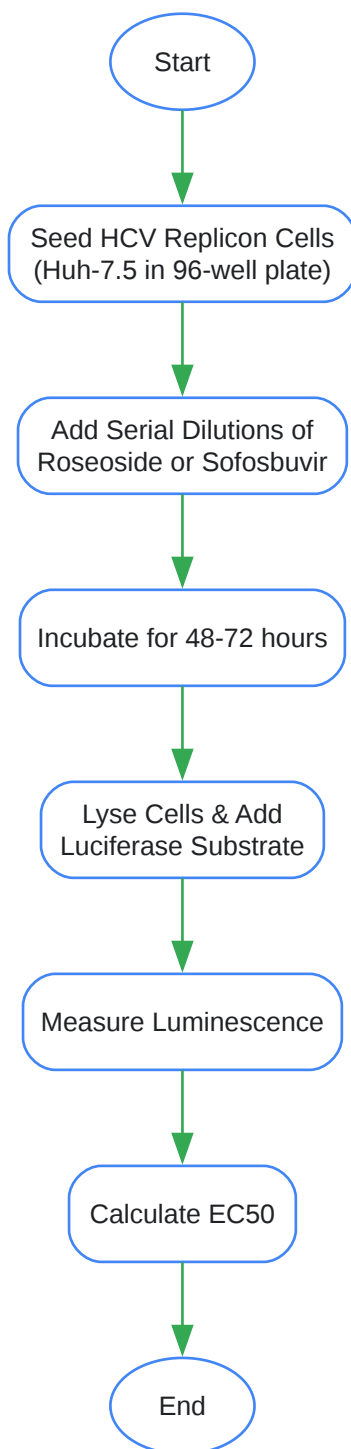 Start
Seed HCV Replicon Cells
(Huh-7.5 in 96-well plate)
Add Serial Dilutions of
Roseoside or Sofosbuvir
Incubate for 48-72 hours
Lyse Cells & Add
Luciferase Substrate
Measure Luminescence
Calculate EC50
End